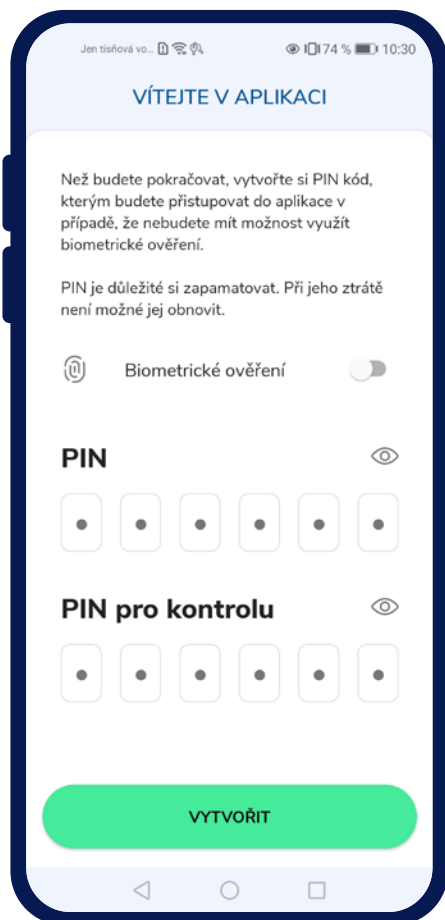 Jen tísňová vo... 74 % 10:30
VÍTEJTE V APLIKACI
Než budete pokračovat, vytvořte si PIN kód,
kterým budete přistupovat do aplikace v
případě, že nebudete mít možnost využít
biometrické ověření.
PIN je důležité si zapamatovat. Při jeho ztrátě
není možné jej obnovit.
Biometrické ověření
PIN
PIN pro kontrolu
VYTVOŘIT